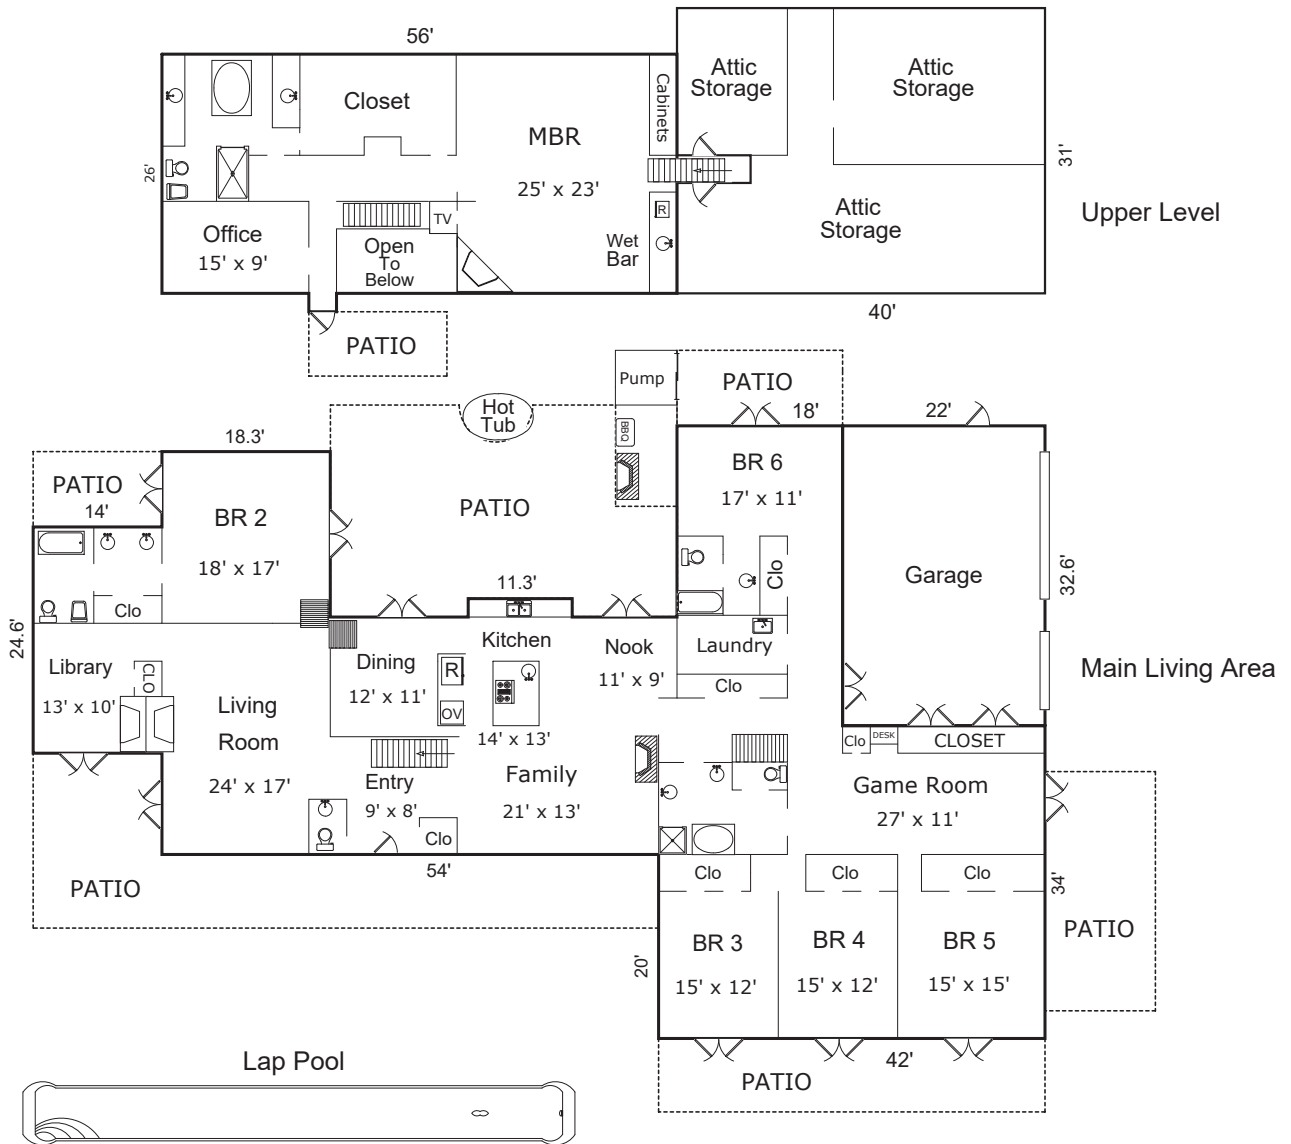 56'
Attic
Storage
Attic
Storage
Closet
Cabinets
MBR
26'
31'
25' x 23'
Attic
Storage
Upper Level
R
TV
Office
15' x 9'
Open
To
Below
Wet
Bar
40'
PATIO
Pump
PATIO
Hot
Tub
18'
22'
BBQ
18.3'
PATIO
14'
BR 2
18' x 17'
PATIO
BR 6
17' x 11'
Clo
11.3'
Garage
32.6'
Clo
24.6'
Library
13' x 10'
CLO
Living
Room
24' x 17'
Dining
12' x 11'
R
OV
Kitchen
14' x 13'
Nook
11' x 9'
Laundry
Clo
Main Living Area
Clo
DESK
CLOSET
Entry
9' x 8'
Family
21' x 13'
Game Room
27' x 11'
Clo
54'
PATIO
Clo
Clo
Clo
34'
BR 3
15' x 12'
BR 4
15' x 12'
BR 5
15' x 15'
PATIO
20'
42'
PATIO
Lap Pool